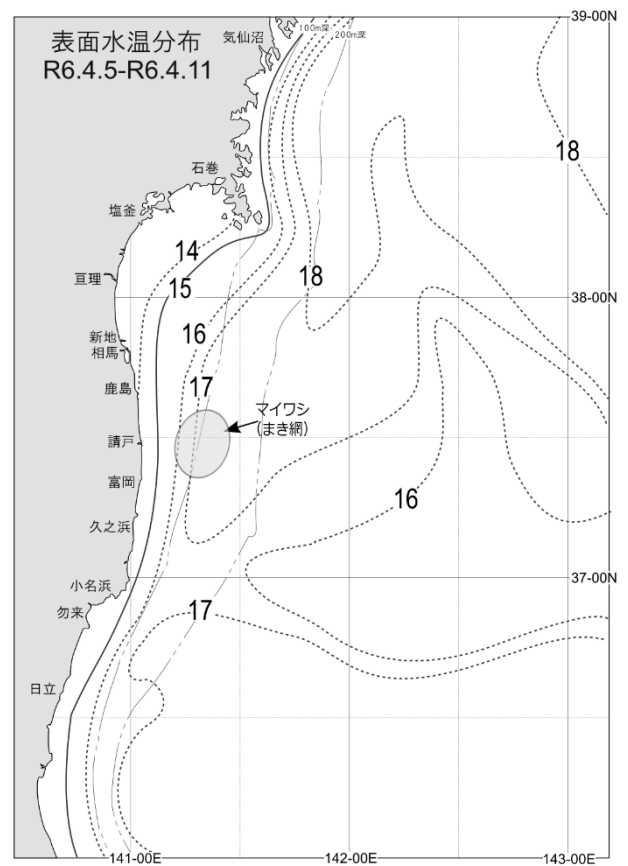 表面水温分布
R6.4.5-R6.4.11
気仙沼
100m深
200m深
39-00N
18
石巻
塩釜
14
亘理
15
18
38-00N
新地
相馬
16
鹿島
17
マイワシ
(まき網)
請戸
富岡
16
久之浜
37-00N
小名浜
17
勿来
日立
141-00E
142-00E
143-00E